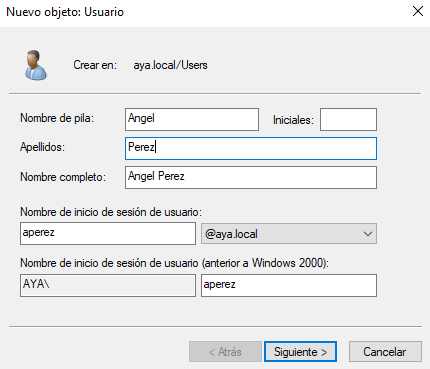 Nuevo objeto: Usuario
Crear en: aya.local/Users
Nombre de pila: Angel Iniciales:
Apellidos: Perez
Nombre completo: Angel Perez
Nombre de inicio de sesión de usuario:
aperez @aya.local
Nombre de inicio de sesión de usuario (anterior a Windows 2000):
AYA\ aperez
< Atrás Siguiente > Cancelar